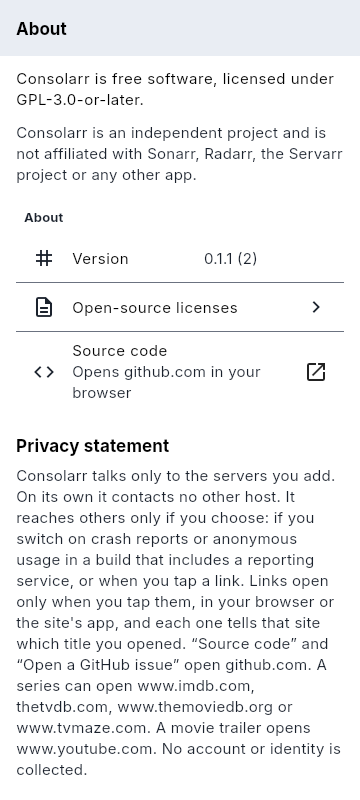 About
Consolarr is free software, licensed under
GPL-3.0-or-later.
Consolarr is an independent project and is
not affiliated with Sonarr, Radarr, the Servarr
project or any other app.
About
Version 0.1.1 (2)
Open-source licenses
Source code
Opens github.com in your
browser
Privacy statement
Consolarr talks only to the servers you add.
On its own it contacts no other host. It
reaches others only if you choose: if you
switch on crash reports or anonymous
usage in a build that includes a reporting
service, or when you tap a link. Links open
only when you tap them, in your browser or
the site's app, and each one tells that site
which title you opened. “Source code” and
“Open a GitHub issue” open github.com. A
series can open www.imdb.com,
thetvdb.com, www.themoviedb.org or
www.tvmaze.com. A movie trailer opens
www.youtube.com. No account or identity is
collected.